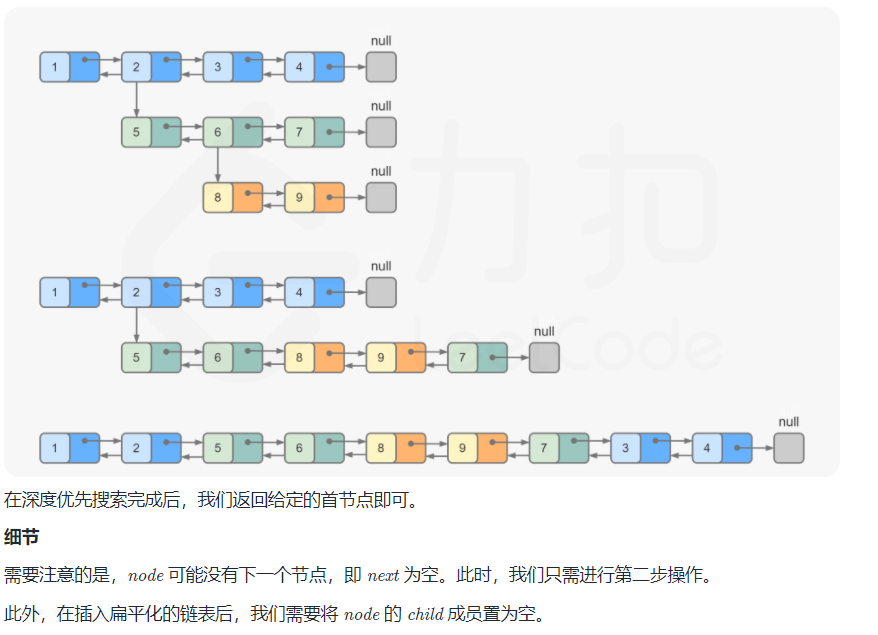 null
1 2 3 4
null
5 6 7
null
8 9
null
1 2 3 4
null
5 6 8 9 7
null
1 2 5 6 8 9 7 3 4
力扣
LeetCode
在深度优先搜索完成后，我们返回给定的首节点即可。
细节
需要注意的是，node 可能没有下一个节点，即 next 为空。此时，我们只需进行第二步操作。
此外，在插入扁平化的链表后，我们需要将 node 的 child 成员置为空。